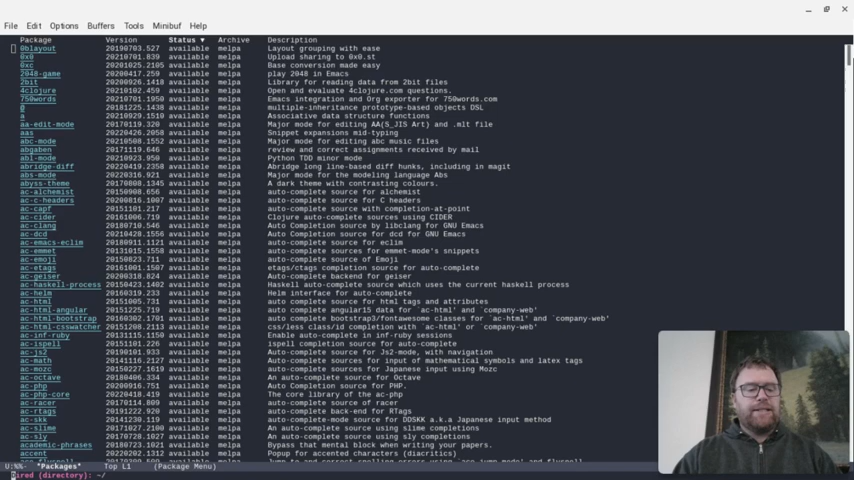 File Edit Options Buffers Tools Minibuf Help
Package Version Status ▼ Archive Description
0blayout 20190703.527 available melpa Layout grouping with ease
0x0 20210701.839 available melpa Upload sharing to 0x0.st
0xc 20201025.2105 available melpa Base conversion made easy
2048-game 20200417.259 available melpa play 2048 in Emacs
2bit 20200926.1418 available melpa Library for reading data from 2bit files
4clojure 20210102.459 available melpa Open and evaluate 4clojure.com questions.
750words 20210701.1950 available melpa Emacs integration and Org exporter for 750words.com
@ 20181225.1438 available melpa multiple-inheritance prototype-based objects DSL
a 20210929.1510 available melpa Associative data structure functions
aa-edit-mode 20170119.320 available melpa Major mode for editing AA(S_JIS Art) and .mlt file
aas 20220426.2058 available melpa Snippet expansions mid-typing
abc-mode 20210508.1552 available melpa Major mode for editing abc music files
abgaben 20171119.646 available melpa review and correct assignments received by mail
abl-mode 20210923.950 available melpa Python TDD minor mode
abridge-diff 20220419.2358 available melpa Abridge long line-based diff hunks, including in magit
abs-mode 20220316.921 available melpa Major mode for the modeling language Abs
abyss-theme 20170808.1345 available melpa A dark theme with contrasting colours.
ac-alchemist 20150908.656 available melpa auto-complete source for alchemist
ac-c-headers 20200816.1007 available melpa auto-complete source for C headers
ac-capf 20151101.217 available melpa auto-complete source with completion-at-point
ac-cider 20161006.719 available melpa Clojure auto-complete sources using CIDER
ac-clang 20180710.546 available melpa Auto Completion source by libclang for GNU Emacs
ac-dcd 20210428.1556 available melpa Auto Completion source for dcd for GNU Emacs
ac-emacs-eclim 20180911.1121 available melpa auto-complete source for eclim
ac-emmet 20131015.1558 available melpa auto-complete sources for emmet-mode's snippets
ac-emoji 20150823.711 available melpa auto-complete source of Emoji
ac-etags 20161001.1507 available melpa etags/ctags completion source for auto-complete
ac-geiser 20200318.824 available melpa Auto-complete backend for geiser
ac-haskell-process 20150423.1402 available melpa Haskell auto-complete source which uses the current haskell process
ac-helm 20160319.233 available melpa Helm interface for auto-complete
ac-html 20151005.731 available melpa auto complete source for html tags and attributes
ac-html-angular 20151225.719 available melpa auto complete angular15 data for `ac-html' and `company-web'
ac-html-bootstrap 20160302.1701 available melpa auto complete bootstrap3/fontawesome classes for `ac-html' and `company-web'
ac-html-csswatcher 20151208.2113 available melpa css/less class/id completion with `ac-html' or `company-web'
ac-inf-ruby 20131115.1150 available melpa Enable auto-complete in inf-ruby sessions
ac-ispell 20151101.226 available melpa ispell completion source for auto-complete
ac-js2 20190101.933 available melpa Auto-complete source for Js2-mode, with navigation
ac-math 20141116.2127 available melpa Auto-complete sources for input of mathematical symbols and latex tags
ac-mozc 20150227.1619 available melpa Auto-complete sources for Japanese input using Mozc
ac-octave 20180406.334 available melpa An auto-complete source for Octave
ac-php 20200916.751 available melpa Auto Completion source for PHP.
ac-php-core 20220418.419 available melpa The core library of the ac-php
ac-racer 20170114.809 available melpa auto-complete source of racer
ac-rtags 20191222.920 available melpa auto-complete back-end for RTags
ac-skk 20141230.119 available melpa auto-complete-mode source for DDSKK a.k.a Japanese input method
ac-slime 20171027.2100 available melpa An auto-complete source using slime completions
ac-sly 20170728.1027 available melpa An auto-complete source using sly completions
academic-phrases 20180723.1021 available melpa Bypass that mental block when writing your papers.
accent 20220202.1312 available melpa Popup for accented characters (diacritics)
U:%%- *Packages* Top L1 (Package Menu)
Dired (directory): ~/